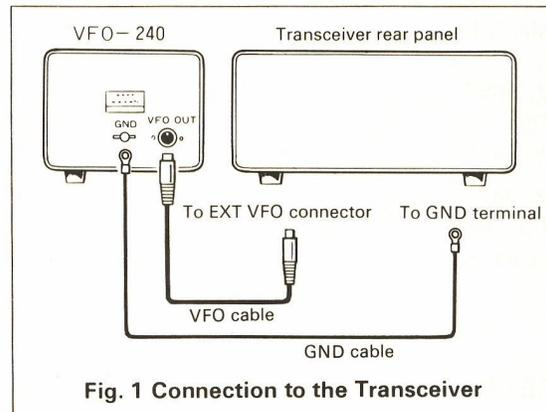 VFO-240
Transceiver rear panel
GND
VFO OUT
To EXT VFO connector
To GND terminal
VFO cable
GND cable
Fig. 1 Connection to the Transceiver